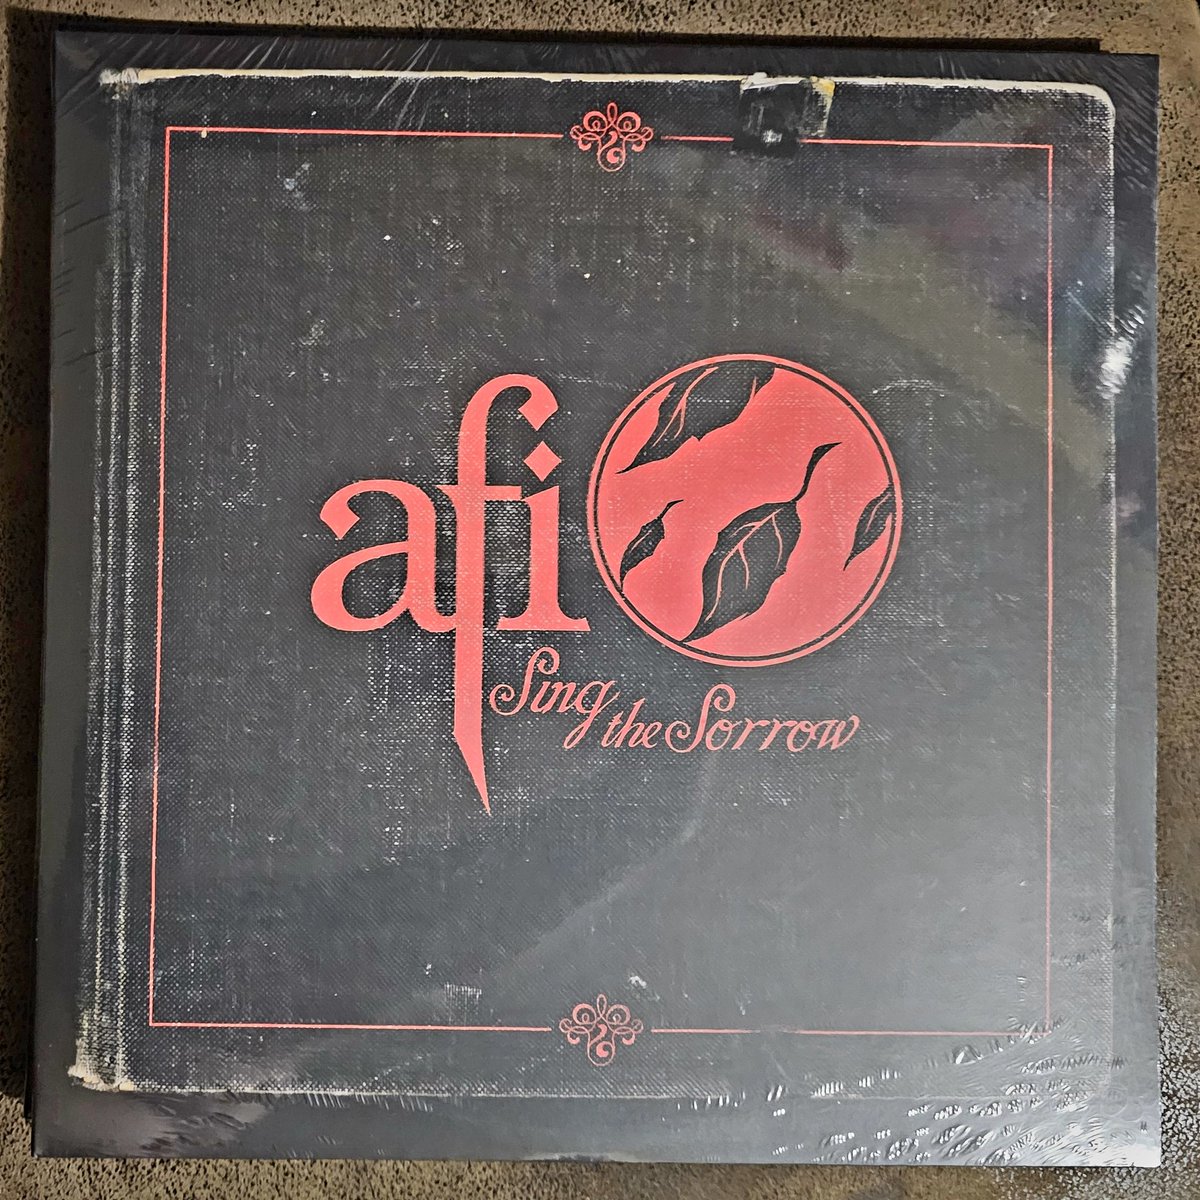 afi
Sing the Sorrow